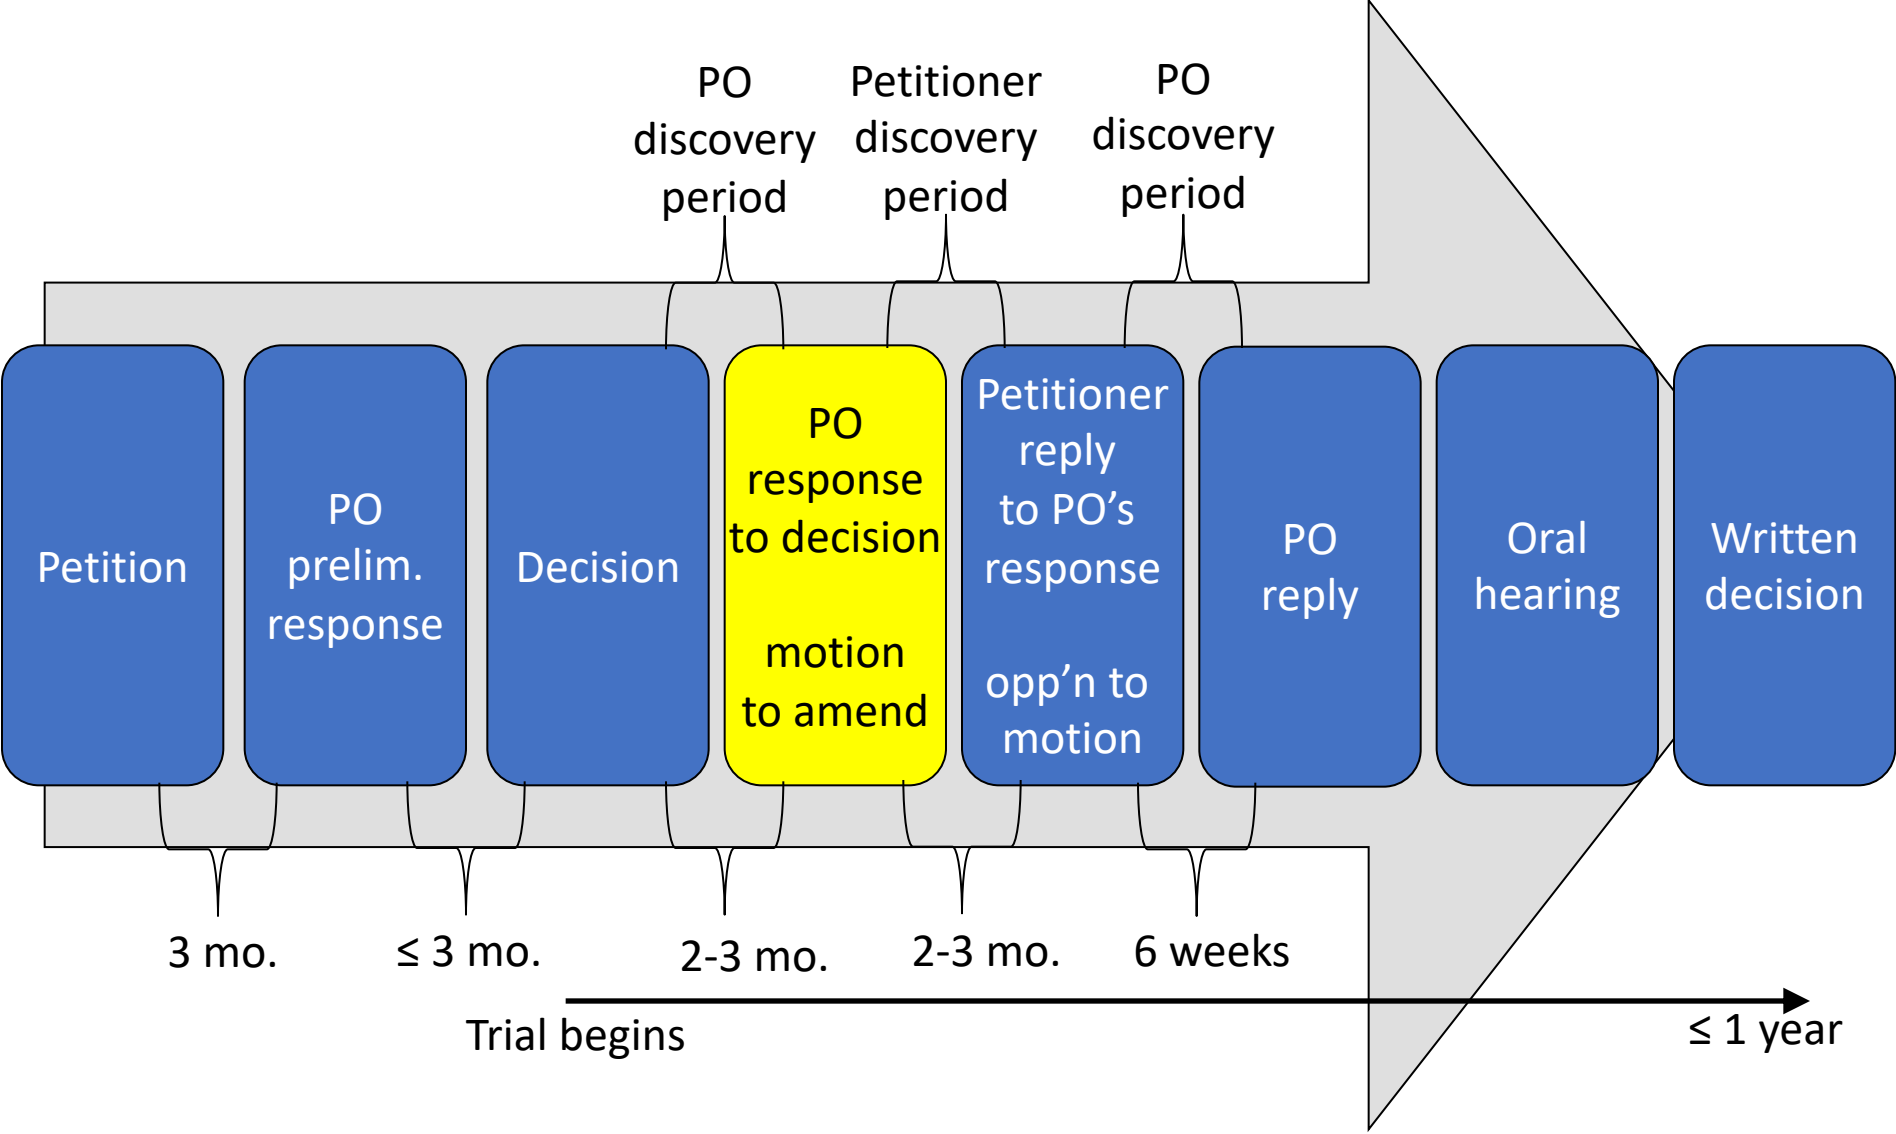 PO
discovery
period
Petitioner
discovery
period
PO
discovery
period
Petition
PO
prelim.
response
Decision
PO
response
to decision
motion
to amend
Petitioner
reply
to PO’s
response
opp’n to
motion
PO
reply
Oral
hearing
Written
decision
3 mo.
≤ 3 mo.
2-3 mo.
2-3 mo.
6 weeks
Trial begins
≤ 1 year